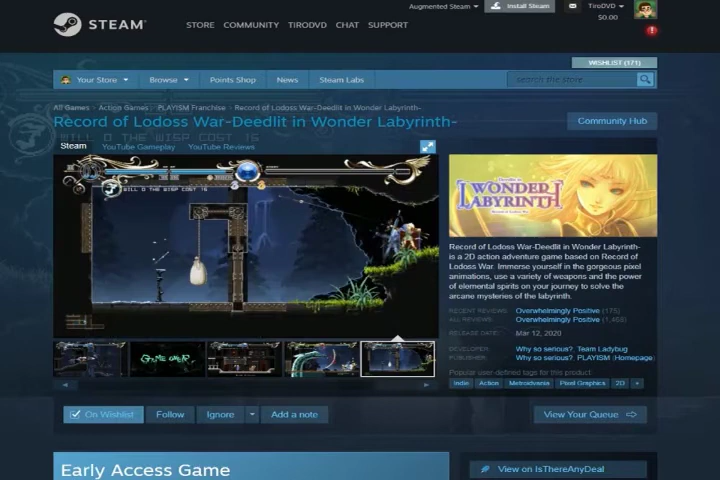 Augmented Steam
Install Steam
TiroDVD
$0.00
STEAM
STORE COMMUNITY TIRODVD CHAT SUPPORT
WISHLIST (171)
Your Store Browse Points Shop News Steam Labs search the store
All Games > Action Games > PLAYISM Franchise > Record of Lodoss War-Deedlit in Wonder Labyrinth-
Record of Lodoss War-Deedlit in Wonder Labyrinth-
Community Hub
WILL O THE WISP COST IS
Steam YouTube Gameplay YouTube Reviews
WILL O THE WISP COST IS
GAME OVER
Deedlit in
WONDER
LABYRINTH
Record of Lodoss War-Deedlit in Wonder Labyrinth-
is a 2D action adventure game based on Record of
Lodoss War. Immerse yourself in the gorgeous pixel
animations, use a variety of weapons and the power
of elemental spirits on your journey to solve the
arcane mysteries of the labyrinth.
RECENT REVIEWS: Overwhelmingly Positive (175)
ALL REVIEWS: Overwhelmingly Positive
RELEASE DATE: Mar 12, 2020
DEVELOPER: Why so serious?, Team Ladybug
PUBLISHER: Why so serious?, PLAYISM (Homepage)
Popular user-defined tags for this product:
Indie Action Metroidvania Pixel Graphics 2D +
On Wishlist Follow Ignore Add a note View Your Queue
Early Access Game
View on IsThereAnyDeal